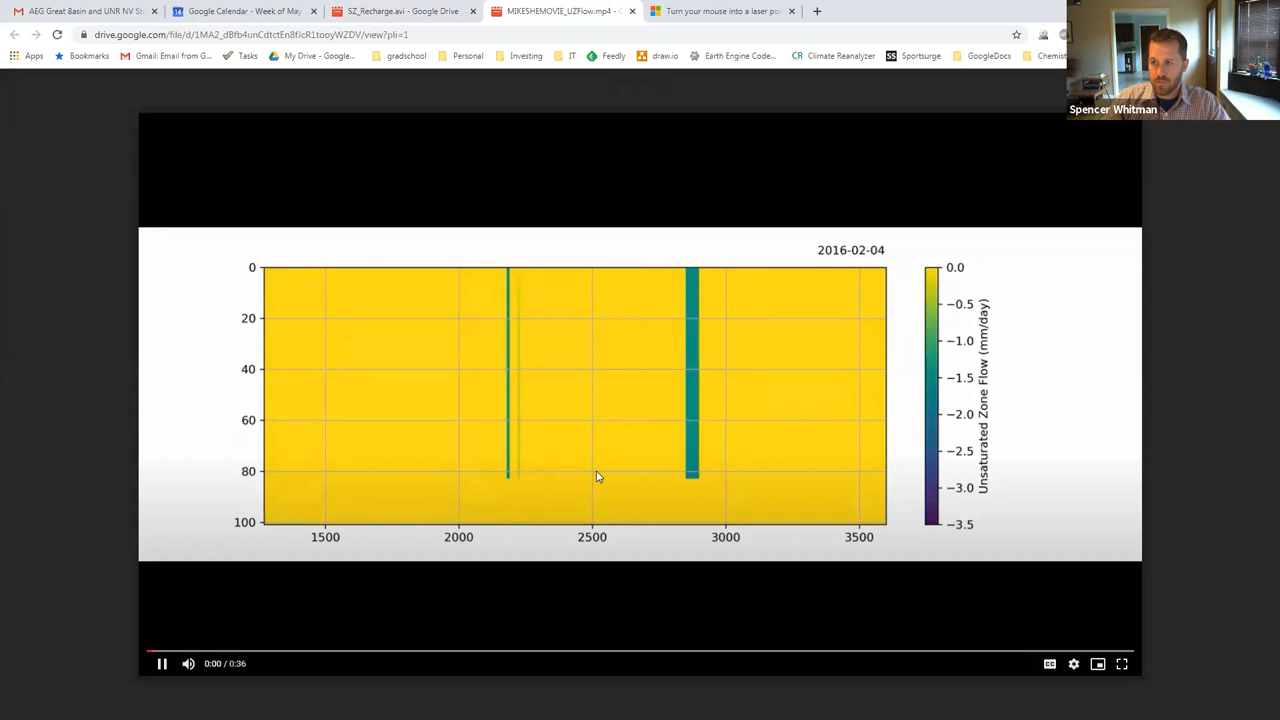 AEG Great Basin and UNR NV St
Google Calendar - Week of May
SZ_Recharge.avi - Google Drive
MIKESHEMOVIE_UZFlow.mp4 - G
Turn your mouse into a laser poi
drive.google.com/file/d/1MA2_dBfb4unCdtctEn8fJcR1tooyWZDV/view?pli=1
Apps
Bookmarks
Gmail: Email from G...
Tasks
My Drive - Google...
gradschool
Personal
Investing
IT
Feedly
draw.io
Earth Engine Code...
CR Climate Reanalyzer
SS Sportsurge
GoogleDocs
Chemist
Spencer Whitman
2016-02-04
0
20
40
60
80
100
1500 2000 2500 3000 3500
0.0
−0.5
−1.0
−1.5
−2.0
−2.5
−3.0
−3.5
Unsaturated Zone Flow (mm/day)
0:00 / 0:36
CC